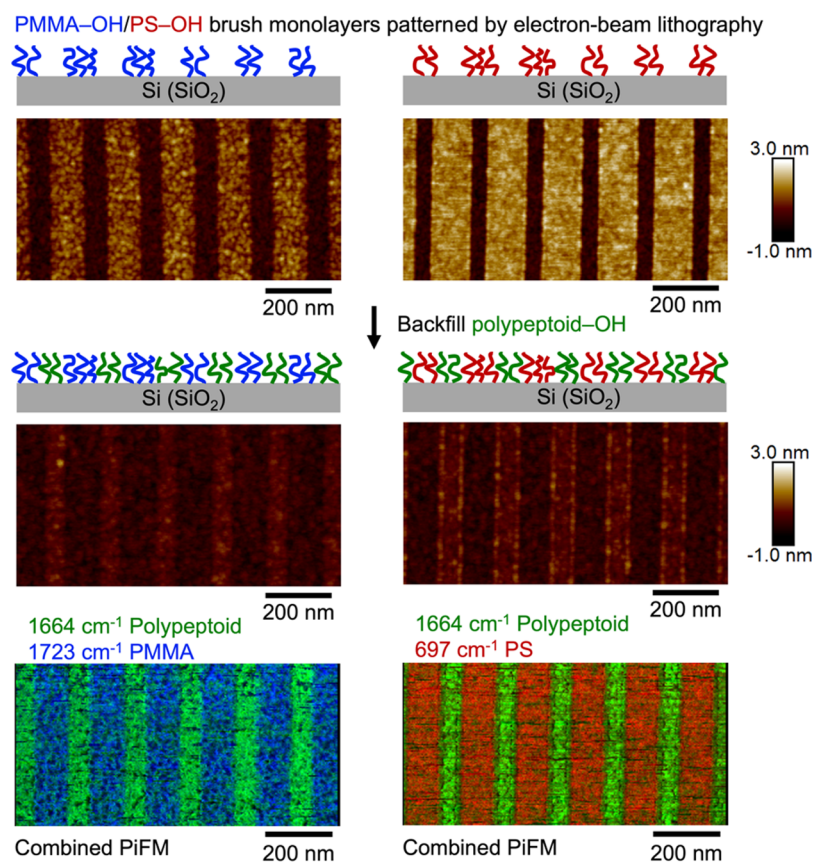 PMMA–OH/PS–OH brush monolayers patterned by electron-beam lithography
Si (SiO₂)
Si (SiO₂)
3.0 nm
-1.0 nm
200 nm
200 nm
Backfill polypeptoid–OH
Si (SiO₂)
Si (SiO₂)
3.0 nm
-1.0 nm
200 nm
200 nm
1664 cm⁻¹ Polypeptoid
1723 cm⁻¹ PMMA
1664 cm⁻¹ Polypeptoid
697 cm⁻¹ PS
Combined PiFM
200 nm
Combined PiFM
200 nm